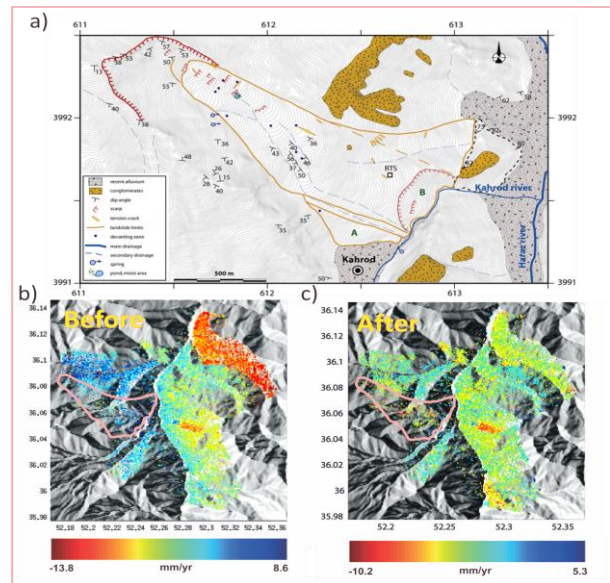 a)
611 612 613
3992
3991
recent alluvium
conglomerates
dip angle
scarp
tension crack
landslide limits
decanting zone
main drainage
secondary drainage
spring
pond, moist area
500 m
RTS
A
B
Kahrod
Kahrod river
Haraz river
611 612 613
b)
Before
36.14
36.12
36.1
36.08
36.06
36.04
36.02
36
35.98
52.18 52.2 52.22 52.24 52.26 52.28 52.3 52.32 52.34 52.36
-13.8 mm/yr 8.6
c)
After
36.14
36.12
36.1
36.08
36.06
36.04
36.02
36
35.98
52.2 52.25 52.3 52.35
-10.2 mm/yr 5.3